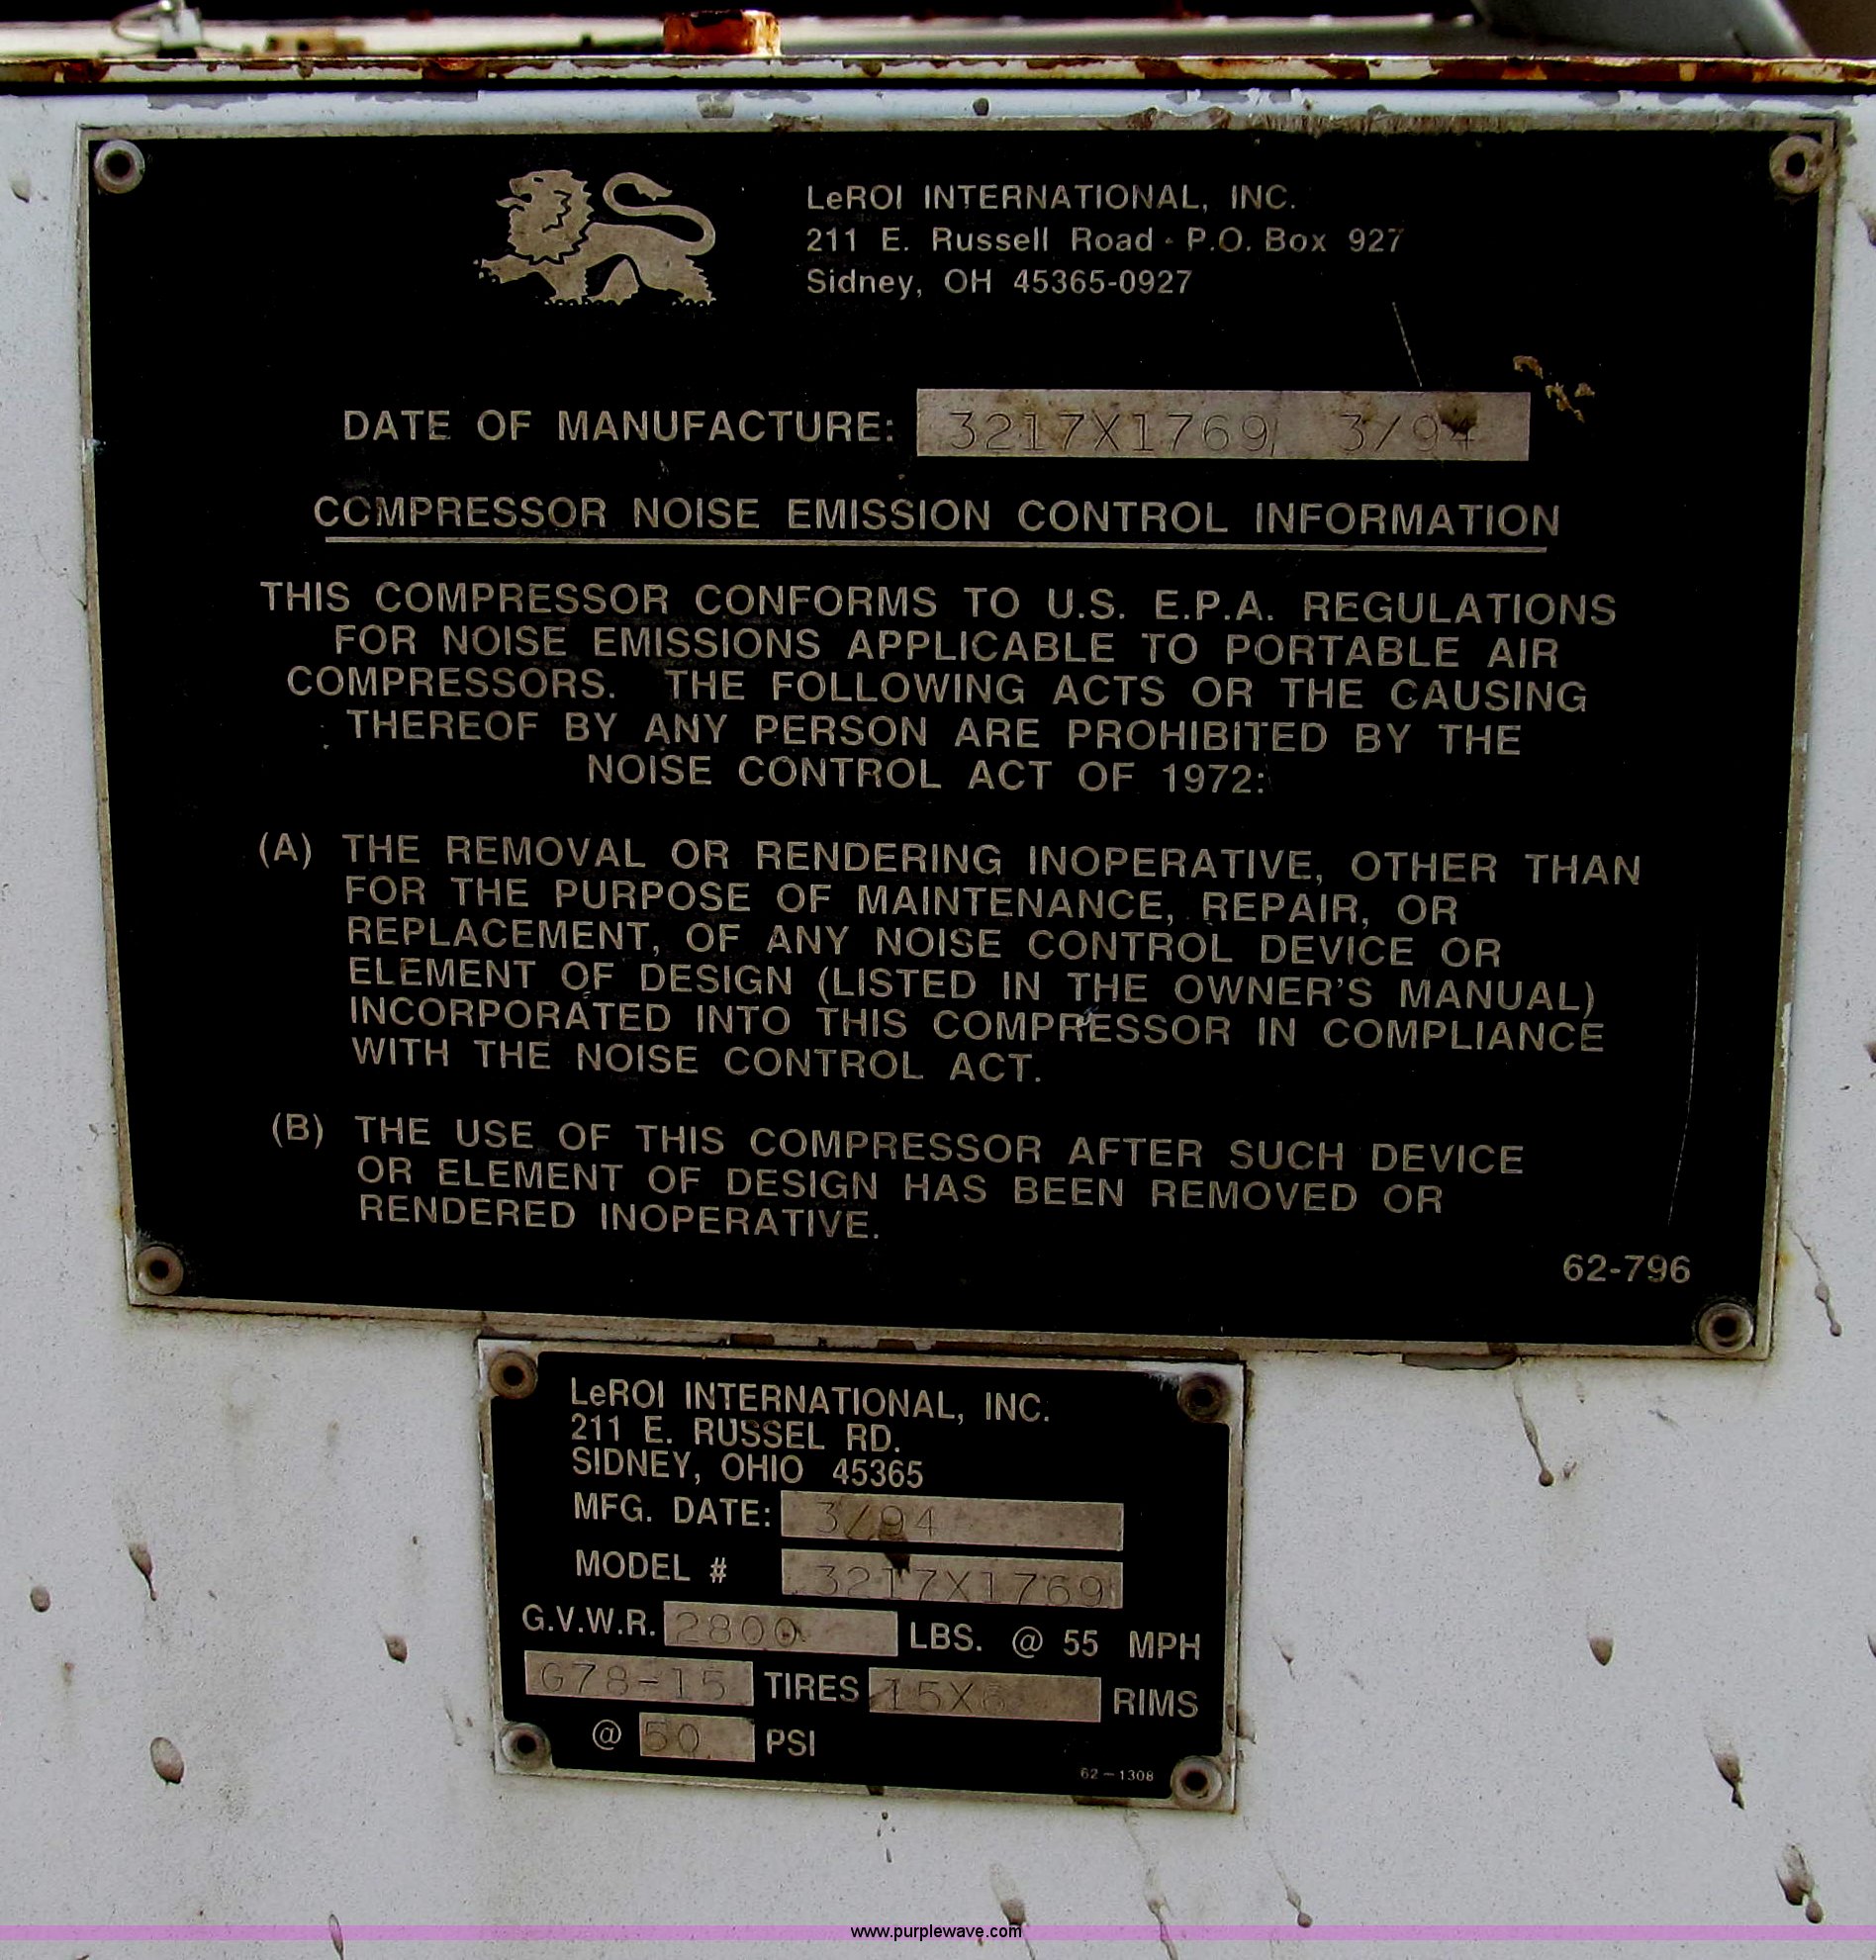 LeROI INTERNATIONAL, INC.
211 E. Russell Road - P.O. Box 927
Sidney, OH 45365-0927
DATE OF MANUFACTURE: 3217X1769 3/94
COMPRESSOR NOISE EMISSION CONTROL INFORMATION
THIS COMPRESSOR CONFORMS TO U.S. E.P.A. REGULATIONS
FOR NOISE EMISSIONS APPLICABLE TO PORTABLE AIR
COMPRESSORS. THE FOLLOWING ACTS OR THE CAUSING
THEREOF BY ANY PERSON ARE PROHIBITED BY THE
NOISE CONTROL ACT OF 1972:
(A) THE REMOVAL OR RENDERING INOPERATIVE, OTHER THAN
FOR THE PURPOSE OF MAINTENANCE, REPAIR, OR
REPLACEMENT, OF ANY NOISE CONTROL DEVICE OR
ELEMENT OF DESIGN (LISTED IN THE OWNER'S MANUAL)
INCORPORATED INTO THIS COMPRESSOR IN COMPLIANCE
WITH THE NOISE CONTROL ACT.
(B) THE USE OF THIS COMPRESSOR AFTER SUCH DEVICE
OR ELEMENT OF DESIGN HAS BEEN REMOVED OR
RENDERED INOPERATIVE.
62-796
LeROI INTERNATIONAL, INC.
211 E. RUSSEL RD.
SIDNEY, OHIO 45365
MFG. DATE: 3/94
MODEL # 3217X1769
G.V.W.R. 2800 LBS. @ 55 MPH
G78-15 TIRES RIMS
@ 50 PSI
62-1308
www.purplewave.com